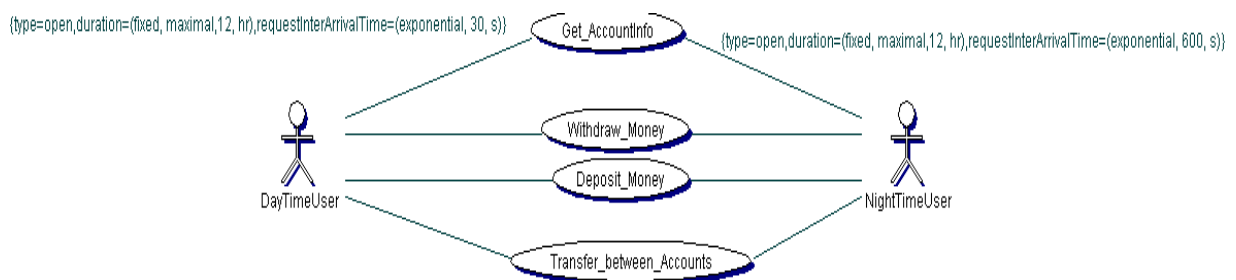 {type=open,duration=(fixed, maximal,12, hr),requestInterArrivalTime=(exponential, 30, s)}
Get_AccountInfo
{type=open,duration=(fixed, maximal,12, hr),requestInterArrivalTime=(exponential, 600, s)}
Withdraw_Money
Deposit_Money
DayTimeUser
NightTimeUser
Transfer_between_Accounts